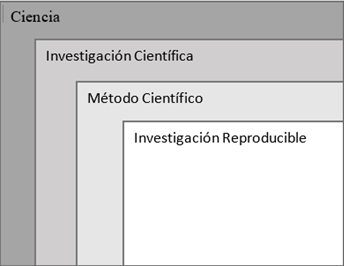 Ciencia
Investigación Científica
Método Científico
Investigación Reproducible